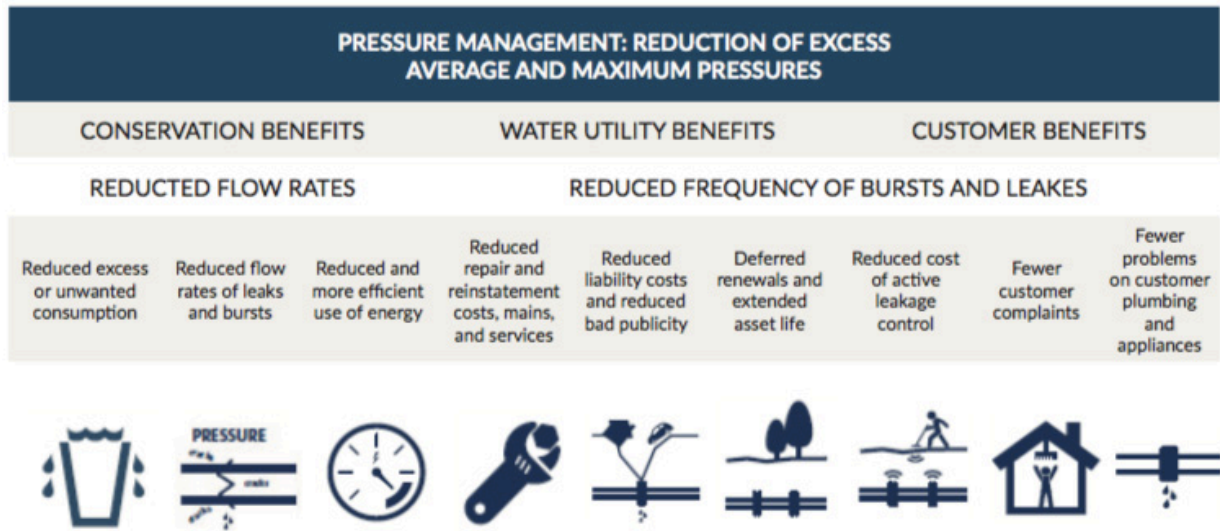 PRESSURE MANAGEMENT: REDUCTION OF EXCESS
AVERAGE AND MAXIMUM PRESSURES
CONSERVATION BENEFITS
WATER UTILITY BENEFITS
CUSTOMER BENEFITS
REDUCTED FLOW RATES
REDUCED FREQUENCY OF BURSTS AND LEAKES
Reduced excess
or unwanted
consumption
Reduced flow
rates of leaks
and bursts
Reduced and
more efficient
use of energy
Reduced
repair and
reinstatement
costs, mains,
and services
Reduced
liability costs
and reduced
bad publicity
Deferred
renewals and
extended
asset life
Reduced cost
of active
leakage
control
Fewer
customer
complaints
Fewer
problems
on customer
plumbing
and
appliances
PRESSURE
cracks